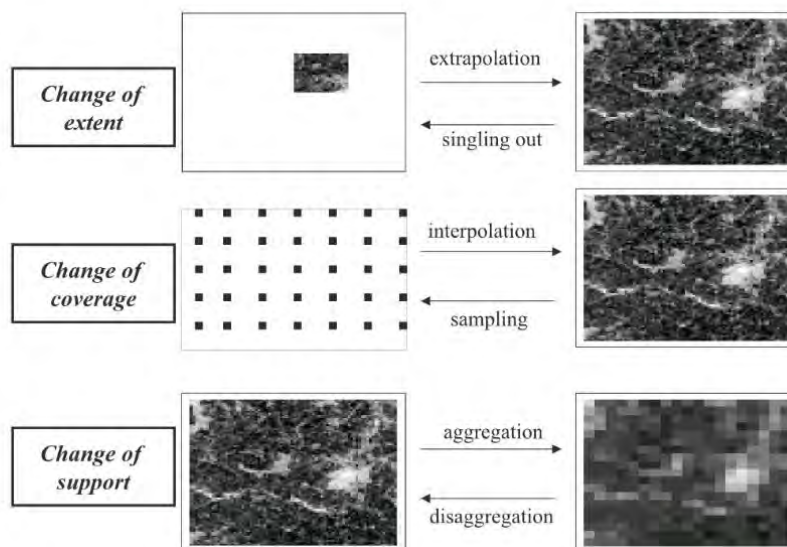 Change of
extent
extrapolation
singling out
Change of
coverage
interpolation
sampling
Change of
support
aggregation
disaggregation